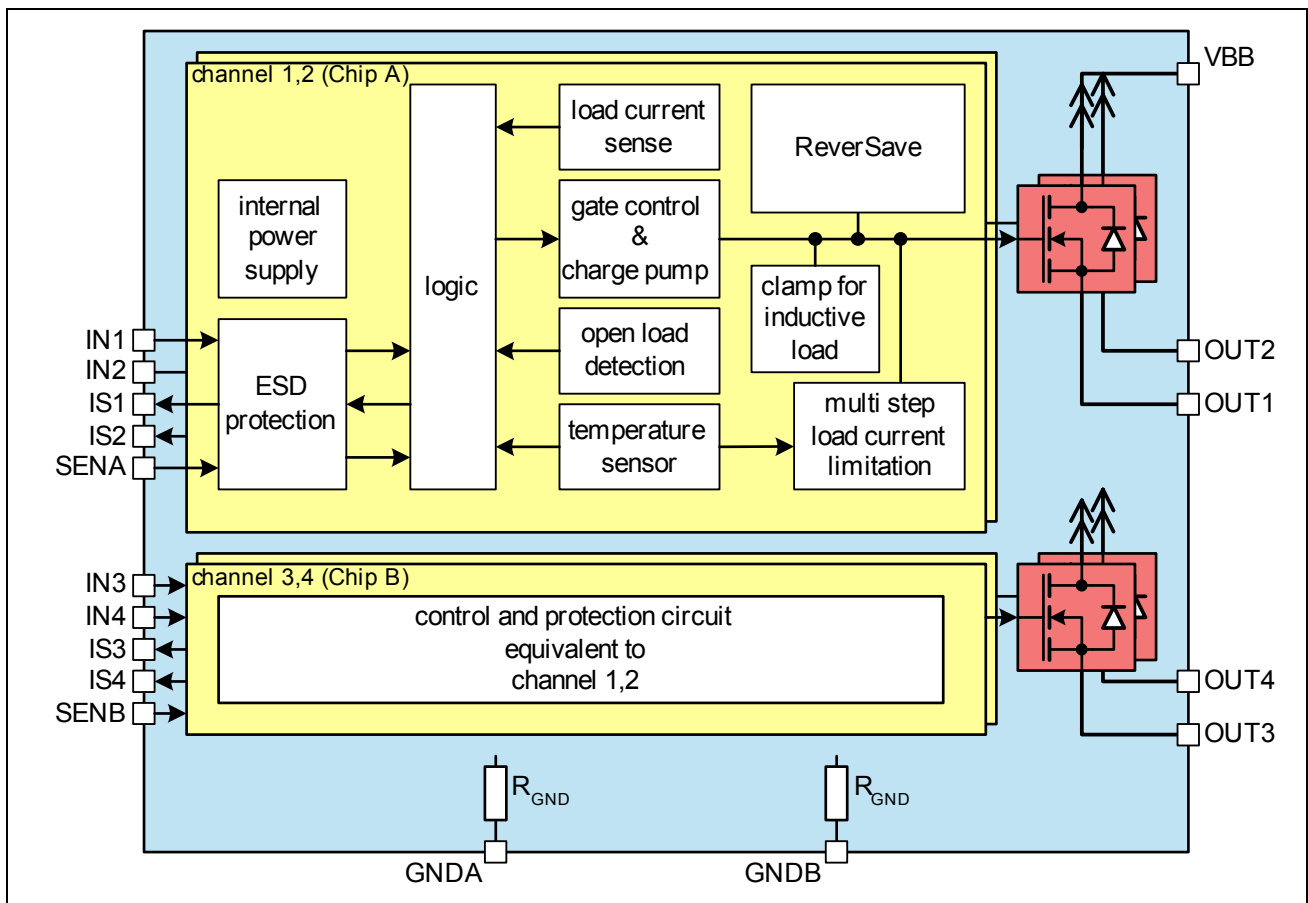 VBB
channel 1,2 (Chip A)
load current
sense
ReverSave
internal
power
supply
gate control
&
charge pump
logic
clamp for
inductive
load
IN1
IN2
IS1
IS2
SENA
ESD
protection
open load
detection
temperature
sensor
multi step
load current
limitation
OUT2
OUT1
channel 3,4 (Chip B)
IN3
IN4
IS3
IS4
SENB
control and protection circuit
equivalent to
channel 1,2
OUT4
OUT3
RGND
RGND
GNDA
GNDB